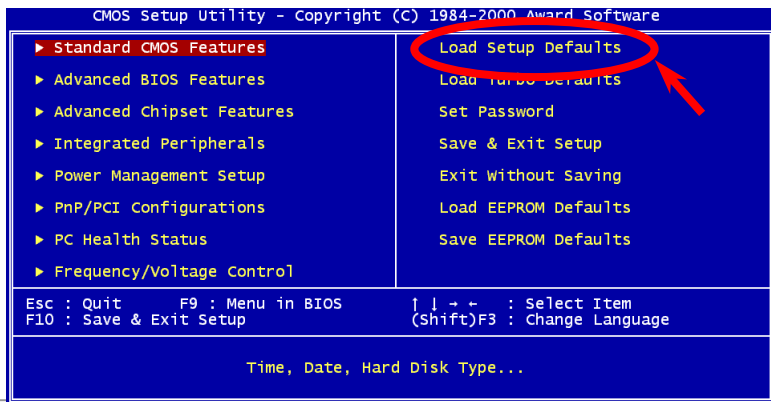 CMOS Setup Utility - Copyright (C) 1984-2000 Award Software
▶ Standard CMOS Features
▶ Advanced BIOS Features
▶ Advanced Chipset Features
▶ Integrated Peripherals
▶ Power Management Setup
▶ PnP/PCI Configurations
▶ PC Health Status
▶ Frequency/Voltage Control
Load Setup Defaults
Load Turbo Defaults
Set Password
Save & Exit Setup
Exit Without Saving
Load EEPROM Defaults
Save EEPROM Defaults
Esc : Quit F9 : Menu in BIOS ↑ ↓ → ← : Select Item
F10 : Save & Exit Setup (Shift)F3 : Change Language
Time, Date, Hard Disk Type...